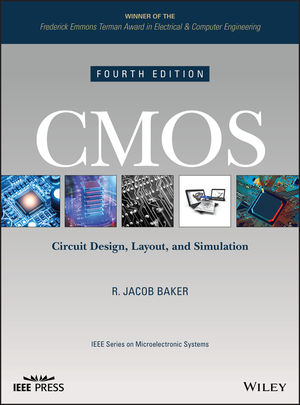 WINNER OF THE
Frederick Emmons Terman Award in Electrical & Computer Engineering
FOURTH EDITION
CMOS
Circuit Design, Layout, and Simulation
R. JACOB BAKER
IEEE Series on Microelectronic Systems
IEEE PRESS
WILEY